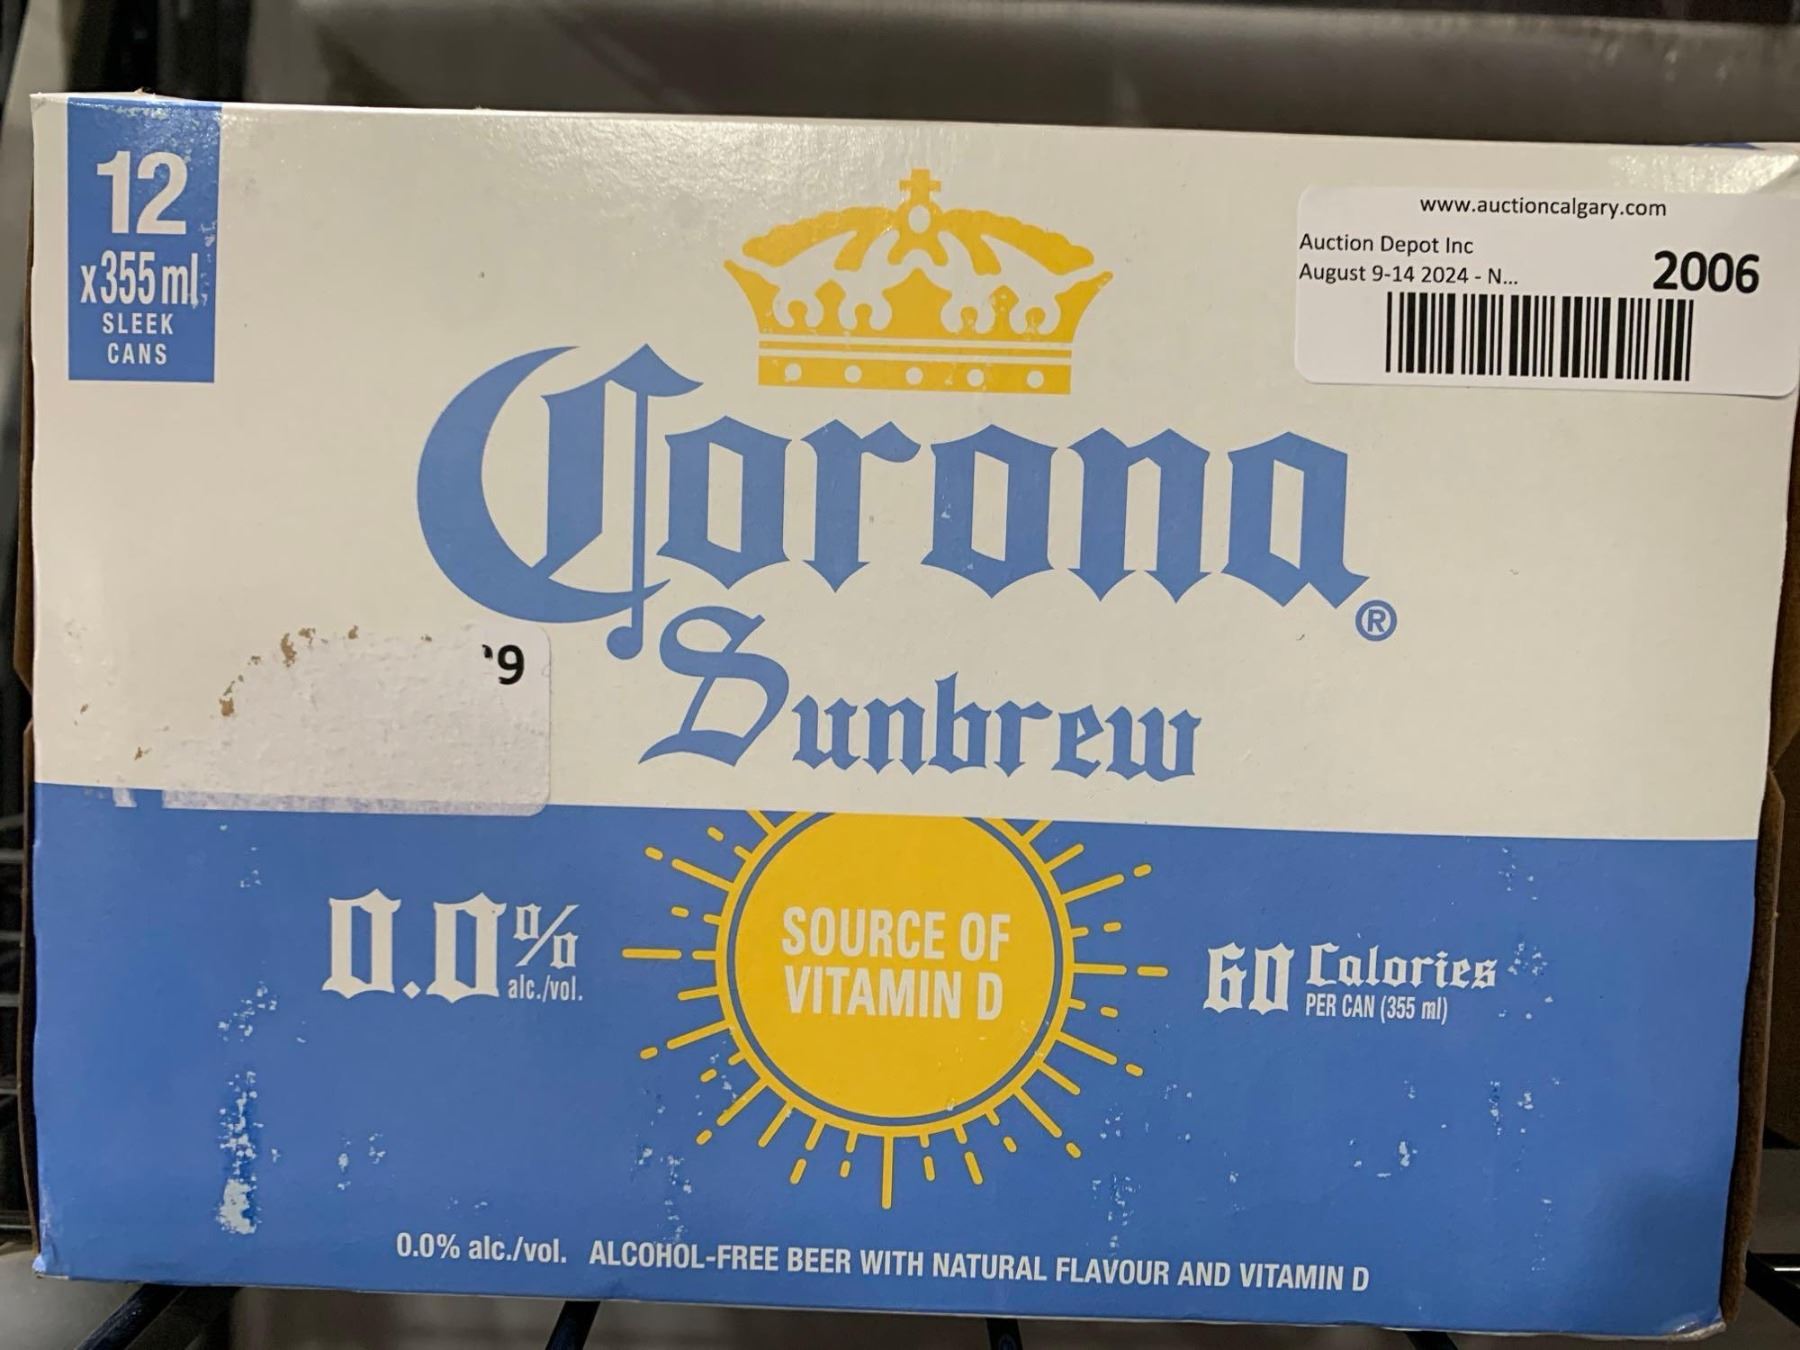 12
x355 ml
SLEEK
CANS
www.auctioncalgary.com
Auction Depot Inc
August 9-14 2024 - N...
2006
Corona®
Sunbrew
9
0.0%
alc./vol.
SOURCE OF
VITAMIN D
60 Calories
PER CAN (355 ml)
0.0% alc./vol. ALCOHOL-FREE BEER WITH NATURAL FLAVOUR AND VITAMIN D